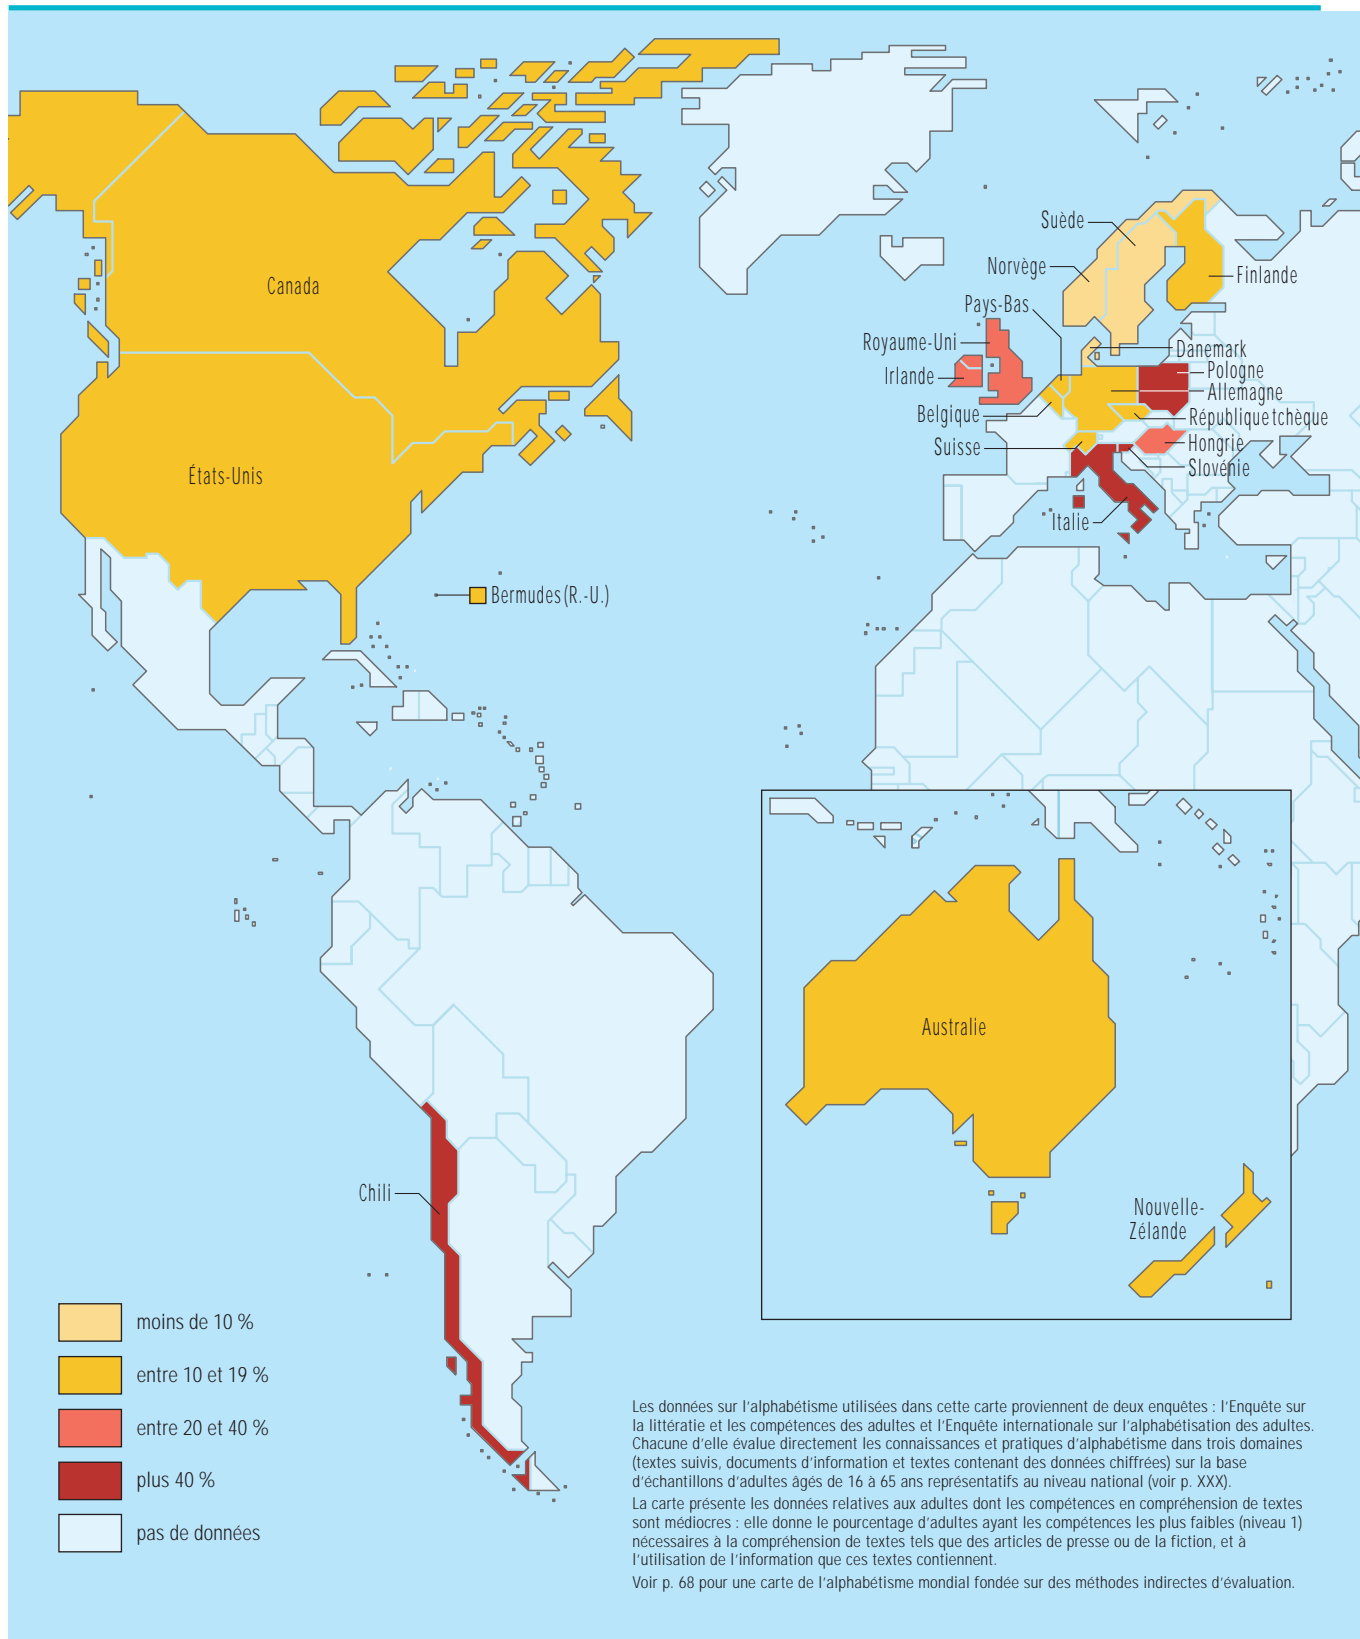 Suède
Norvège
Finlande
Pays-Bas
Canada
Royaume-Uni
Danemark
Pologne
Irlande
Allemagne
Belgique
République tchèque
Suisse
Hongrie
Slovénie
États-Unis
Italie
Bermudes (R.-U.)
Australie
Chili
Nouvelle-
Zélande
moins de 10 %
entre 10 et 19 %
entre 20 et 40 %
plus 40 %
pas de données
Les données sur l'alphabétisme utilisées dans cette carte proviennent de deux enquêtes : l'Enquête sur
la littératie et les compétences des adultes et l'Enquête internationale sur l'alphabétisation des adultes.
Chacune d'elle évalue directement les connaissances et pratiques d'alphabétisme dans trois domaines
(textes suivis, documents d'information et textes contenant des données chiffrées) sur la base
d'échantillons d'adultes âgés de 16 à 65 ans représentatifs au niveau national (voir p. XXX).
La carte présente les données relatives aux adultes dont les compétences en compréhension de textes
sont médiocres : elle donne le pourcentage d'adultes ayant les compétences les plus faibles (niveau 1)
nécessaires à la compréhension de textes tels que des articles de presse ou de la fiction, et à
l'utilisation de l'information que ces textes contiennent.
Voir p. 68 pour une carte de l'alphabétisme mondial fondée sur des méthodes indirectes d'évaluation.